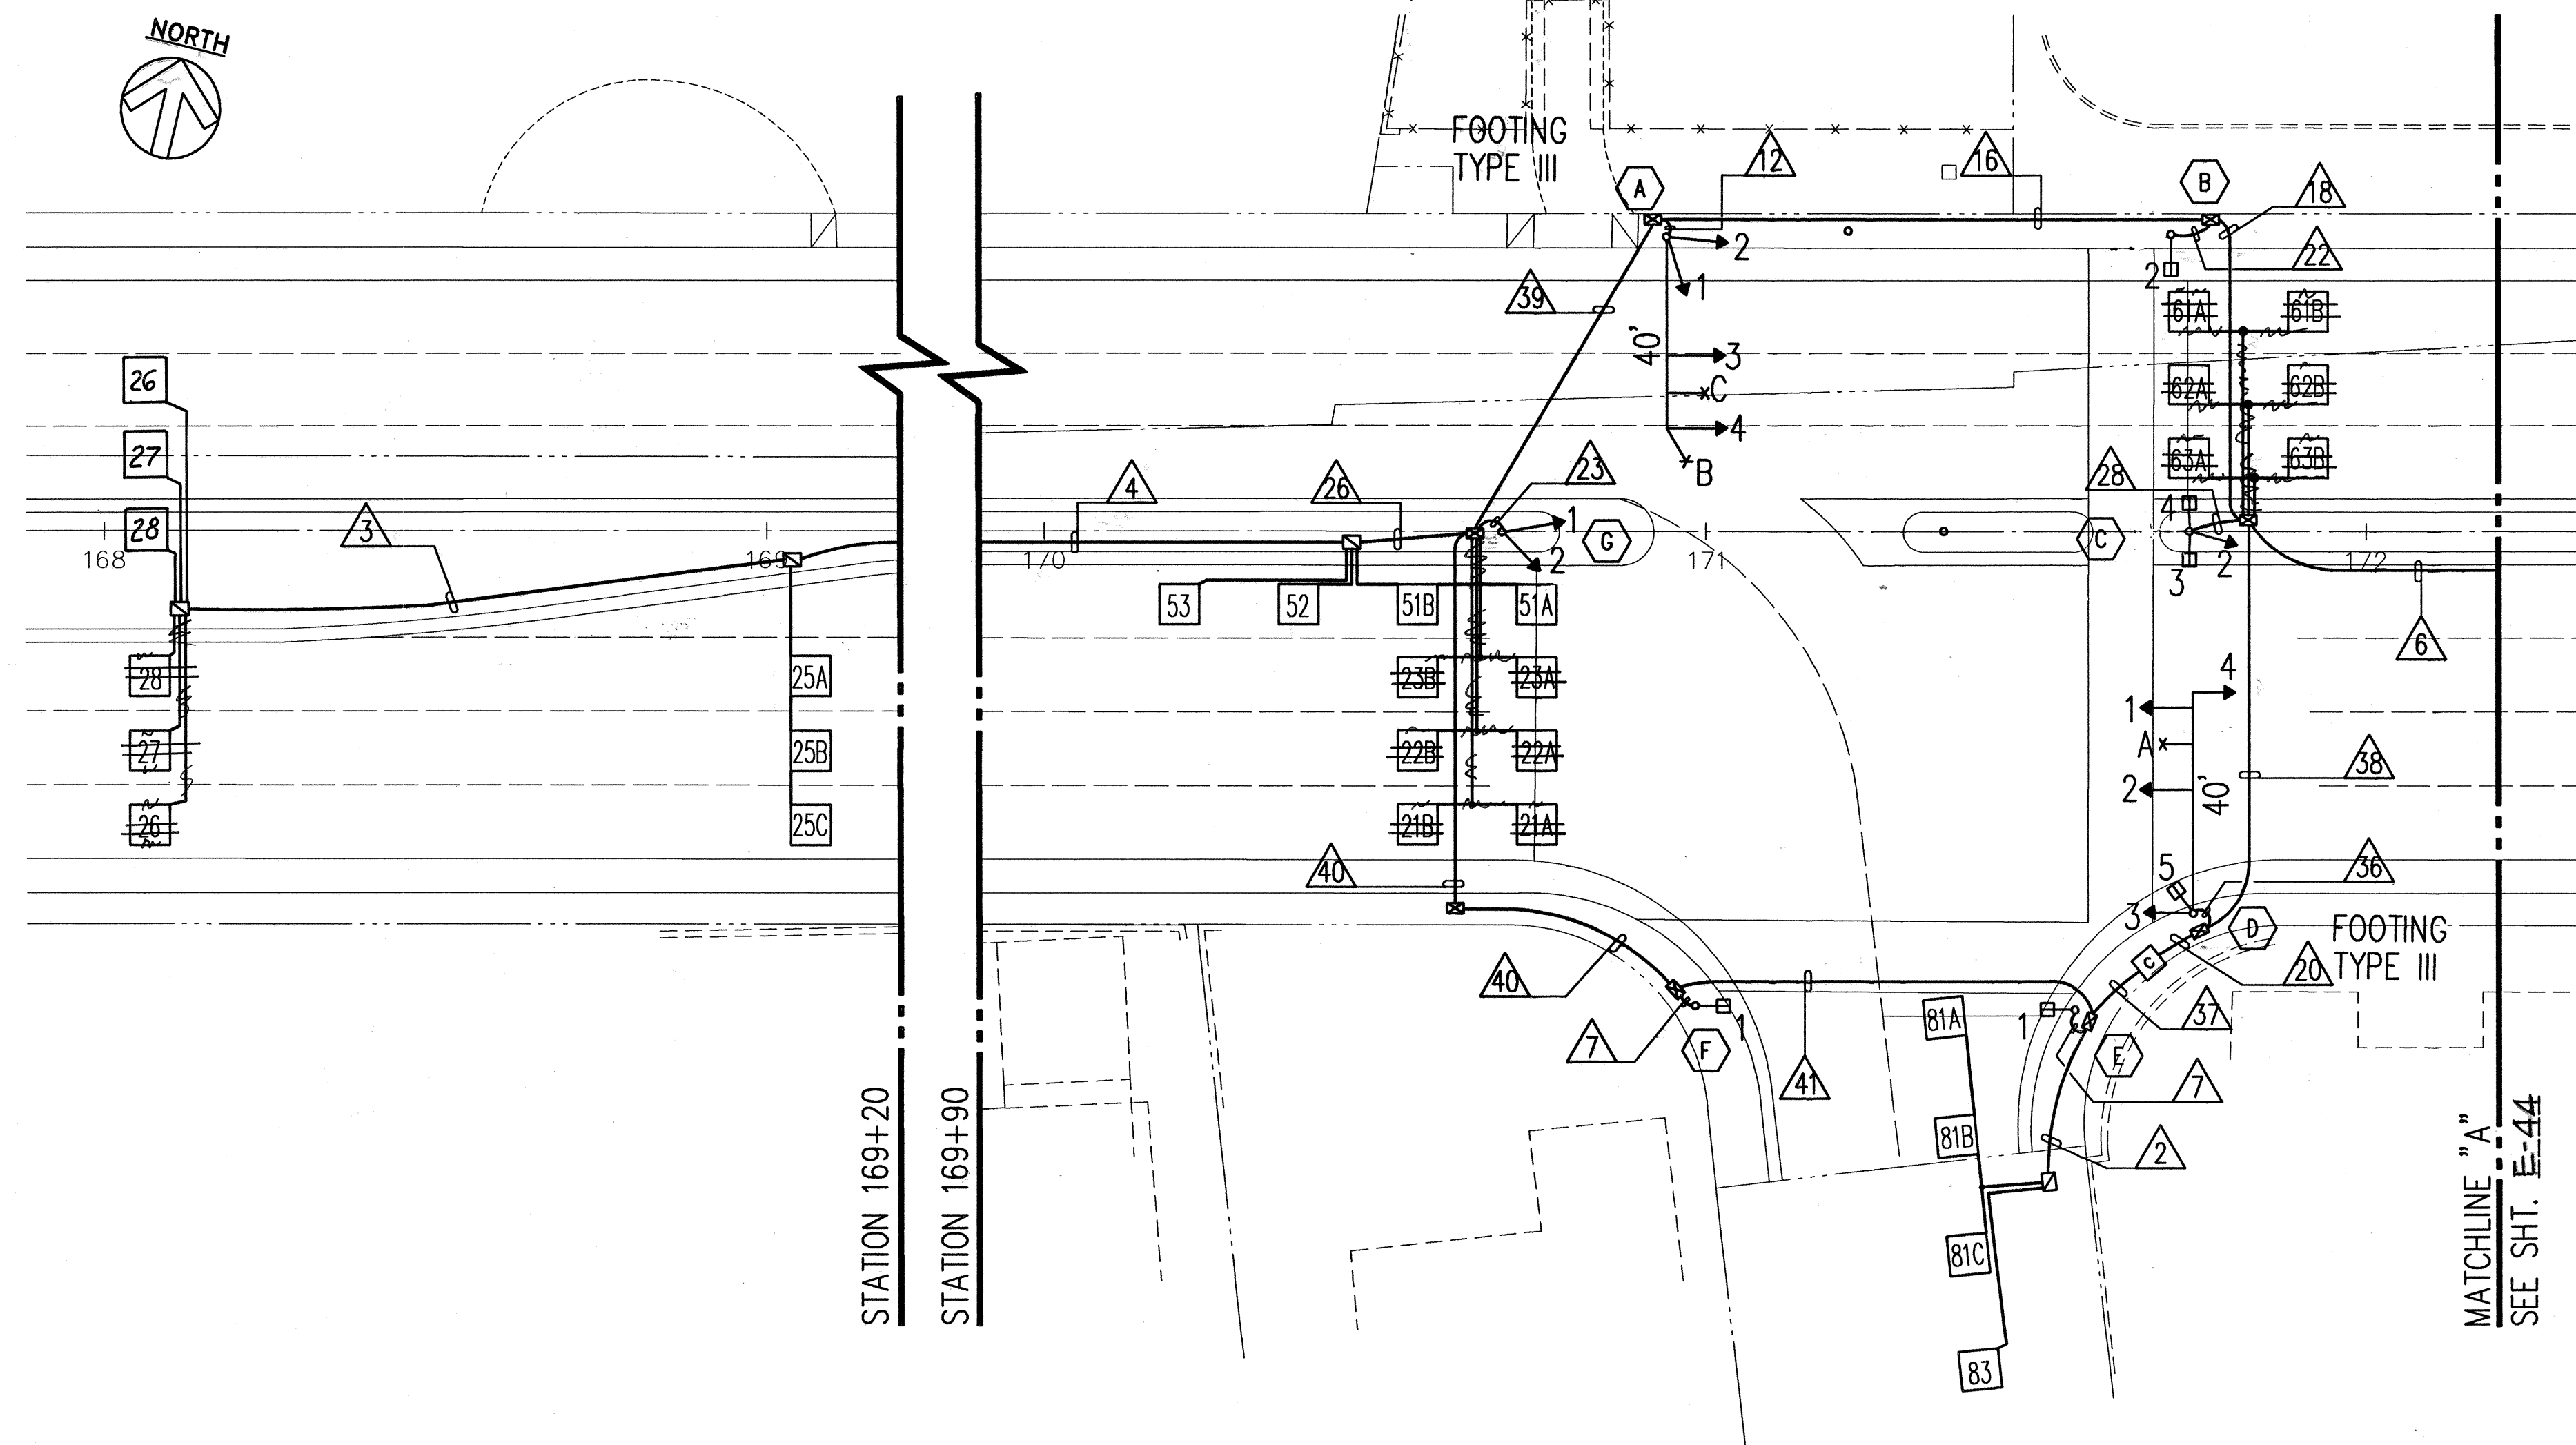 NORTH
FOOTING
TYPE III
12
16
A
B
18
22
2
2
1
39
40'
3
C
4
B
61A
61B
62A
62B
63A
63B
26
27
28
3
4
26
23
28
1
2
G
C
4
2
3
168
169
170
171
172
6
53
52
51B
51A
28
25A
23B
23A
27
25B
22B
22A
26
25C
21B
21A
4
1
A
2
40'
38
40
36
5
3
D
FOOTING
TYPE III
C
20
40
37
7
1
F
41
81A
1
E
7
81B
2
81C
83
STATION 169+20
STATION 169+90
MATCHLINE "A"
SEE SHT. E-44